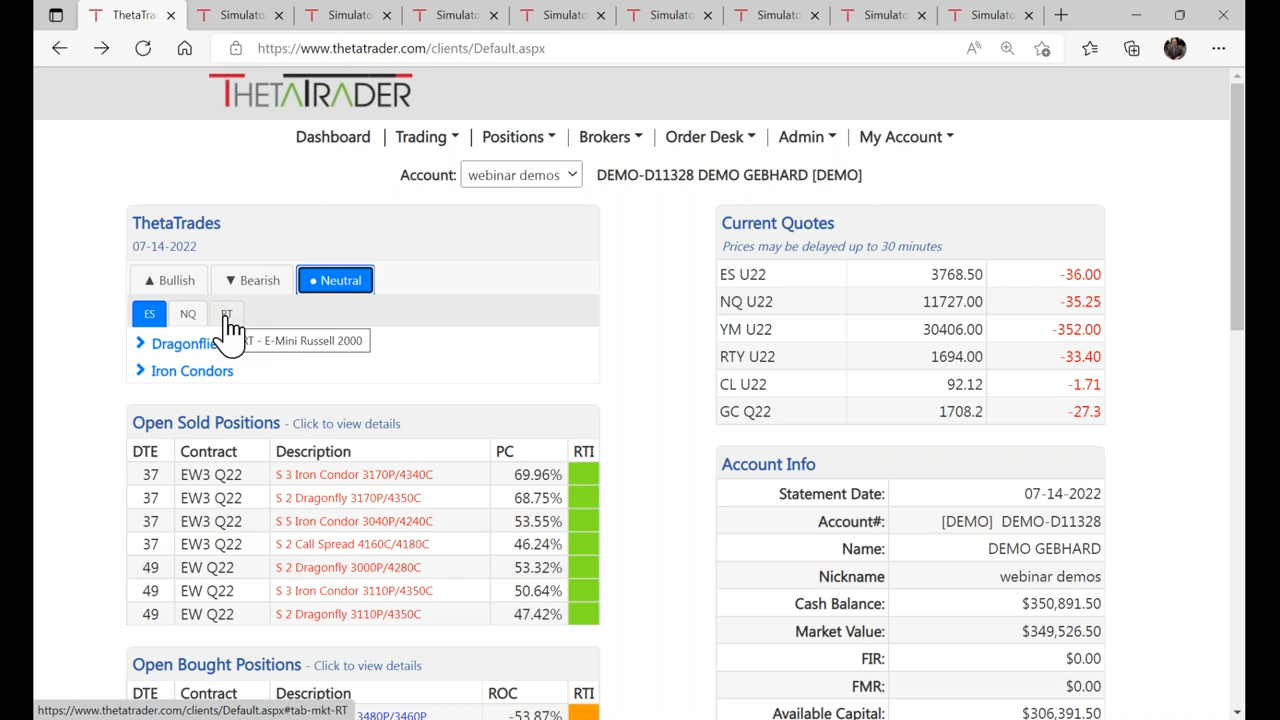 ThetaTra
Simulato
Simulato
Simulato
Simulato
Simulato
Simulato
Simulato
Simulato
https://www.thetatrader.com/clients/Default.aspx
THETATRADER
Dashboard | Trading | Positions | Brokers | Order Desk | Admin | My Account
Account: webinar demos DEMO-D11328 DEMO GEBHARD [DEMO]
ThetaTrades
07-14-2022
▲ Bullish ▼ Bearish ● Neutral
ES NQ RT
RT - E-Mini Russell 2000
Dragonflie
Iron Condors
Open Sold Positions - Click to view details
DTE Contract Description PC RTI
37 EW3 Q22 S 3 Iron Condor 3170P/4340C 69.96%
37 EW3 Q22 S 2 Dragonfly 3170P/4350C 68.75%
37 EW3 Q22 S 5 Iron Condor 3040P/4240C 53.55%
37 EW3 Q22 S 2 Call Spread 4160C/4180C 46.24%
49 EW Q22 S 2 Dragonfly 3000P/4280C 53.32%
49 EW Q22 S 3 Iron Condor 3110P/4350C 50.64%
49 EW Q22 S 2 Dragonfly 3110P/4350C 47.42%
Open Bought Positions - Click to view details
DTE Contract Description ROC RTI
3480P/3460P -53.87%
Current Quotes
Prices may be delayed up to 30 minutes
ES U22 3768.50 -36.00
NQ U22 11727.00 -35.25
YM U22 30406.00 -352.00
RTY U22 1694.00 -33.40
CL U22 92.12 -1.71
GC Q22 1708.2 -27.3
Account Info
Statement Date: 07-14-2022
Account#: [DEMO] DEMO-D11328
Name: DEMO GEBHARD
Nickname webinar demos
Cash Balance: $350,891.50
Market Value: $349,526.50
FIR: $0.00
FMR: $0.00
Available Capital: $306,391.50
https://www.thetatrader.com/clients/Default.aspx#tab-mkt-RT